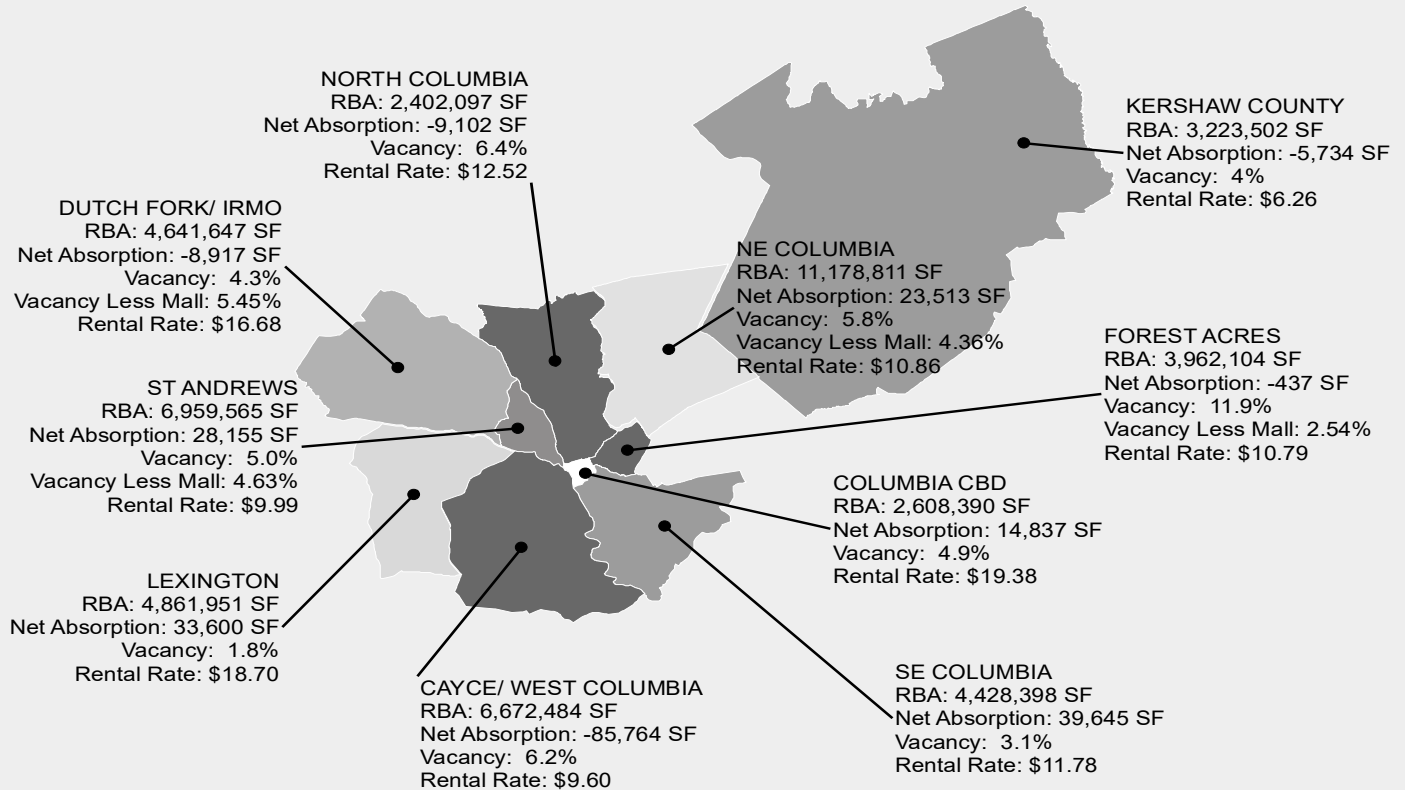 NORTH COLUMBIA
RBA: 2,402,097 SF
Net Absorption: -9,102 SF
Vacancy: 6.4%
Rental Rate: $12.52
KERSHAW COUNTY
RBA: 3,223,502 SF
Net Absorption: -5,734 SF
Vacancy: 4%
Rental Rate: $6.26
DUTCH FORK/ IRMO
RBA: 4,641,647 SF
Net Absorption: -8,917 SF
Vacancy: 4.3%
Vacancy Less Mall: 5.45%
Rental Rate: $16.68
NE COLUMBIA
RBA: 11,178,811 SF
Net Absorption: 23,513 SF
Vacancy: 5.8%
Vacancy Less Mall: 4.36%
Rental Rate: $10.86
FOREST ACRES
RBA: 3,962,104 SF
Net Absorption: -437 SF
Vacancy: 11.9%
Vacancy Less Mall: 2.54%
Rental Rate: $10.79
ST ANDREWS
RBA: 6,959,565 SF
Net Absorption: 28,155 SF
Vacancy: 5.0%
Vacancy Less Mall: 4.63%
Rental Rate: $9.99
COLUMBIA CBD
RBA: 2,608,390 SF
Net Absorption: 14,837 SF
Vacancy: 4.9%
Rental Rate: $19.38
LEXINGTON
RBA: 4,861,951 SF
Net Absorption: 33,600 SF
Vacancy: 1.8%
Rental Rate: $18.70
CAYCE/ WEST COLUMBIA
RBA: 6,672,484 SF
Net Absorption: -85,764 SF
Vacancy: 6.2%
Rental Rate: $9.60
SE COLUMBIA
RBA: 4,428,398 SF
Net Absorption: 39,645 SF
Vacancy: 3.1%
Rental Rate: $11.78